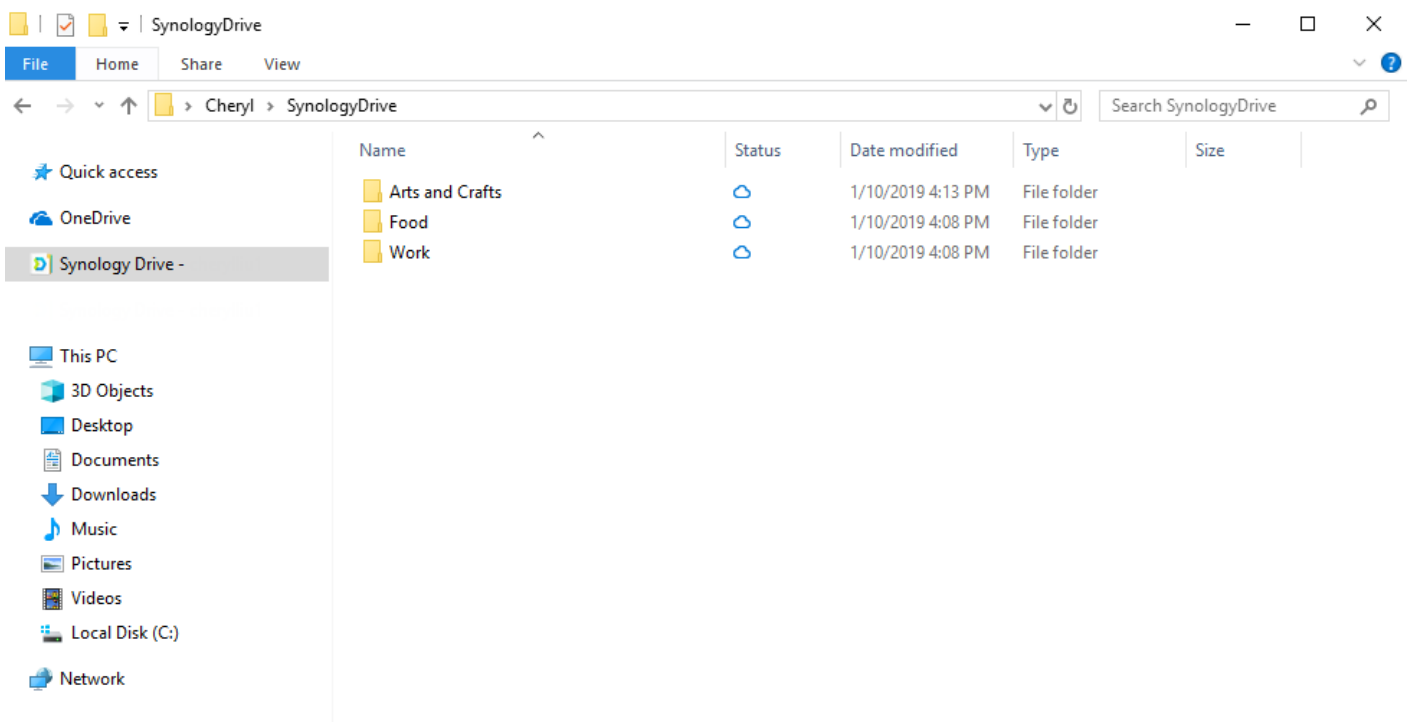 SynologyDrive
File Home Share View
Cheryl SynologyDrive Search SynologyDrive
Name Status Date modified Type Size
Quick access
Arts and Crafts 1/10/2019 4:13 PM File folder
OneDrive
Food 1/10/2019 4:08 PM File folder
Synology Drive -
Work 1/10/2019 4:08 PM File folder
This PC
3D Objects
Desktop
Documents
Downloads
Music
Pictures
Videos
Local Disk (C:)
Network